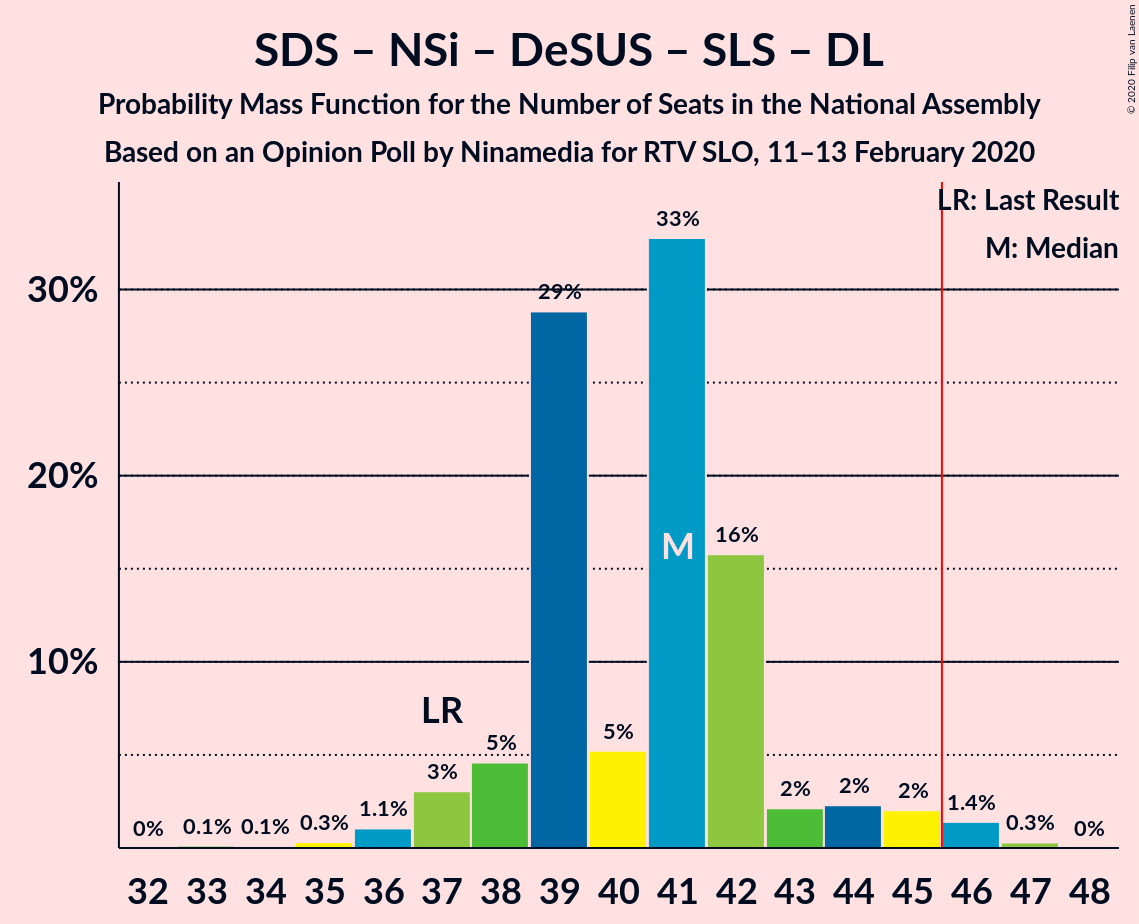 SDS – NSi – DeSUS – SLS – DL
Probability Mass Function for the Number of Seats in the National Assembly
Based on an Opinion Poll by Ninamedia for RTV SLO, 11–13 February 2020
© 2020 Filip van Laenen
LR: Last Result
M: Median
30%
20%
10%
0%
0.1%
0.1%
0.3%
1.1%
LR
3%
5%
29%
5%
33%
M
16%
2%
2%
2%
1.4%
0.3%
0%
32 33 34 35 36 37 38 39 40 41 42 43 44 45 46 47 48